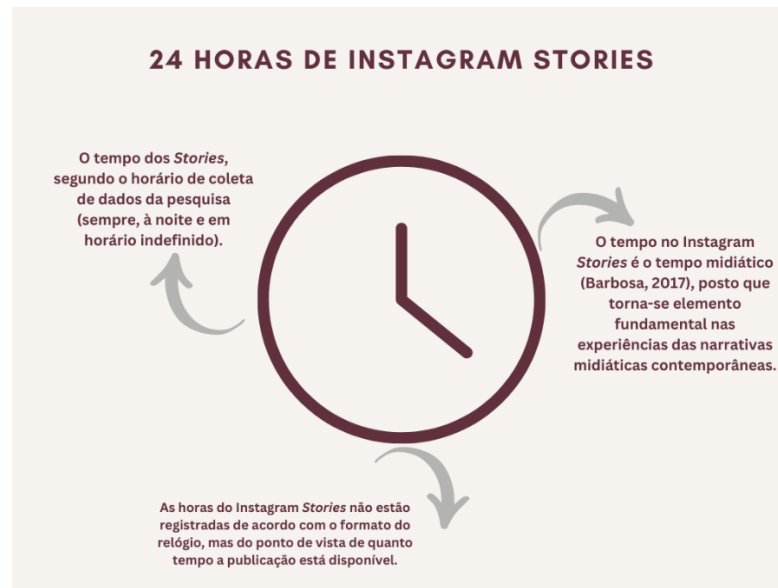 24 HORAS DE INSTAGRAM STORIES
O tempo dos Stories,
segundo o horário de coleta
de dados da pesquisa
(sempre, à noite e em
horário indefinido).
O tempo no Instagram
Stories é o tempo midiático
(Barbosa, 2017), posto que
torna-se elemento
fundamental nas
experiências das narrativas
midiáticas contemporâneas.
As horas do Instagram Stories não estão
registradas de acordo com o formato do
relógio, mas do ponto de vista de quanto
tempo a publicação está disponível.